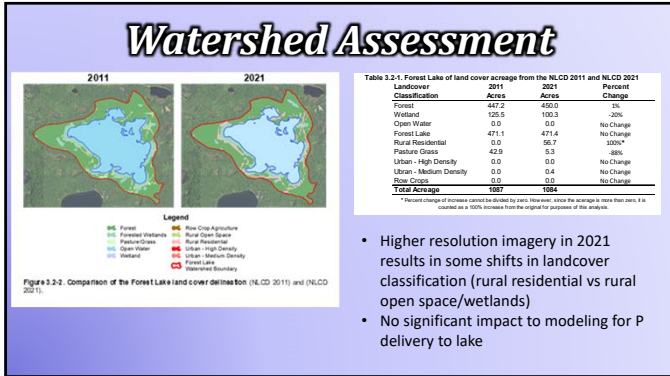 Watershed Assessment
2011
2021
Legend
Forest
Forested Wetlands
Pasture/Grass
Open Water
Wetland
Row Crop Agriculture
Rural Open Space
Rural Residential
Urban - High Density
Urban - Medium Density
Forest Lake
Watershed Boundary
Figure 3.2-2. Comparison of the Forest Lake land cover delineation (NLCD 2011) and (NLCD
2021).
Table 3.2-1. Forest Lake of land cover acreage from the NLCD 2011 and NLCD 2021
Landcover 2011 2021 Percent
Classification Acres Acres Change
Forest 447.2 450.0 1%
Wetland 125.5 100.3 -20%
Open Water 0.0 0.0 No Change
Forest Lake 471.1 471.4 No Change
Rural Residential 0.0 56.7 100%*
Pasture Grass 42.9 5.3 -88%
Urban - High Density 0.0 0.0 No Change
Ubran - Medium Density 0.0 0.4 No Change
Row Crops 0.0 0.0 No Change
Total Acreage 1087 1084
* Percent change of increase cannot be divided by zero. However, since the acerage is more than zero, it is
counted as a 100% increase from the original for purposes of this analysis.
• Higher resolution imagery in 2021
results in some shifts in landcover
classification (rural residential vs rural
open space/wetlands)
• No significant impact to modeling for P
delivery to lake